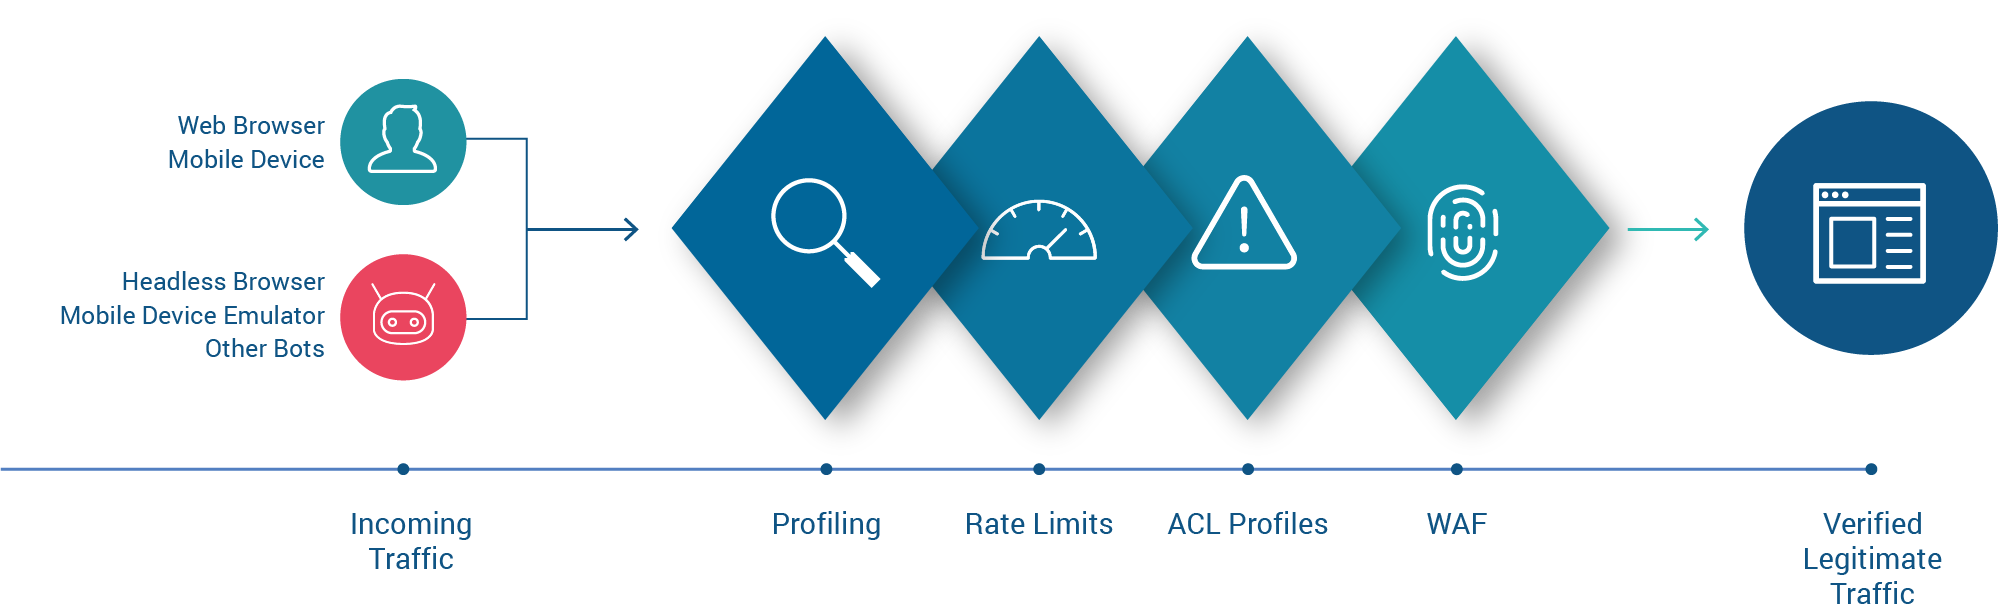 Web Browser
Mobile Device
Headless Browser
Mobile Device Emulator
Other Bots
Incoming
Traffic
Profiling
Rate Limits
ACL Profiles
WAF
Verified
Legitimate
Traffic